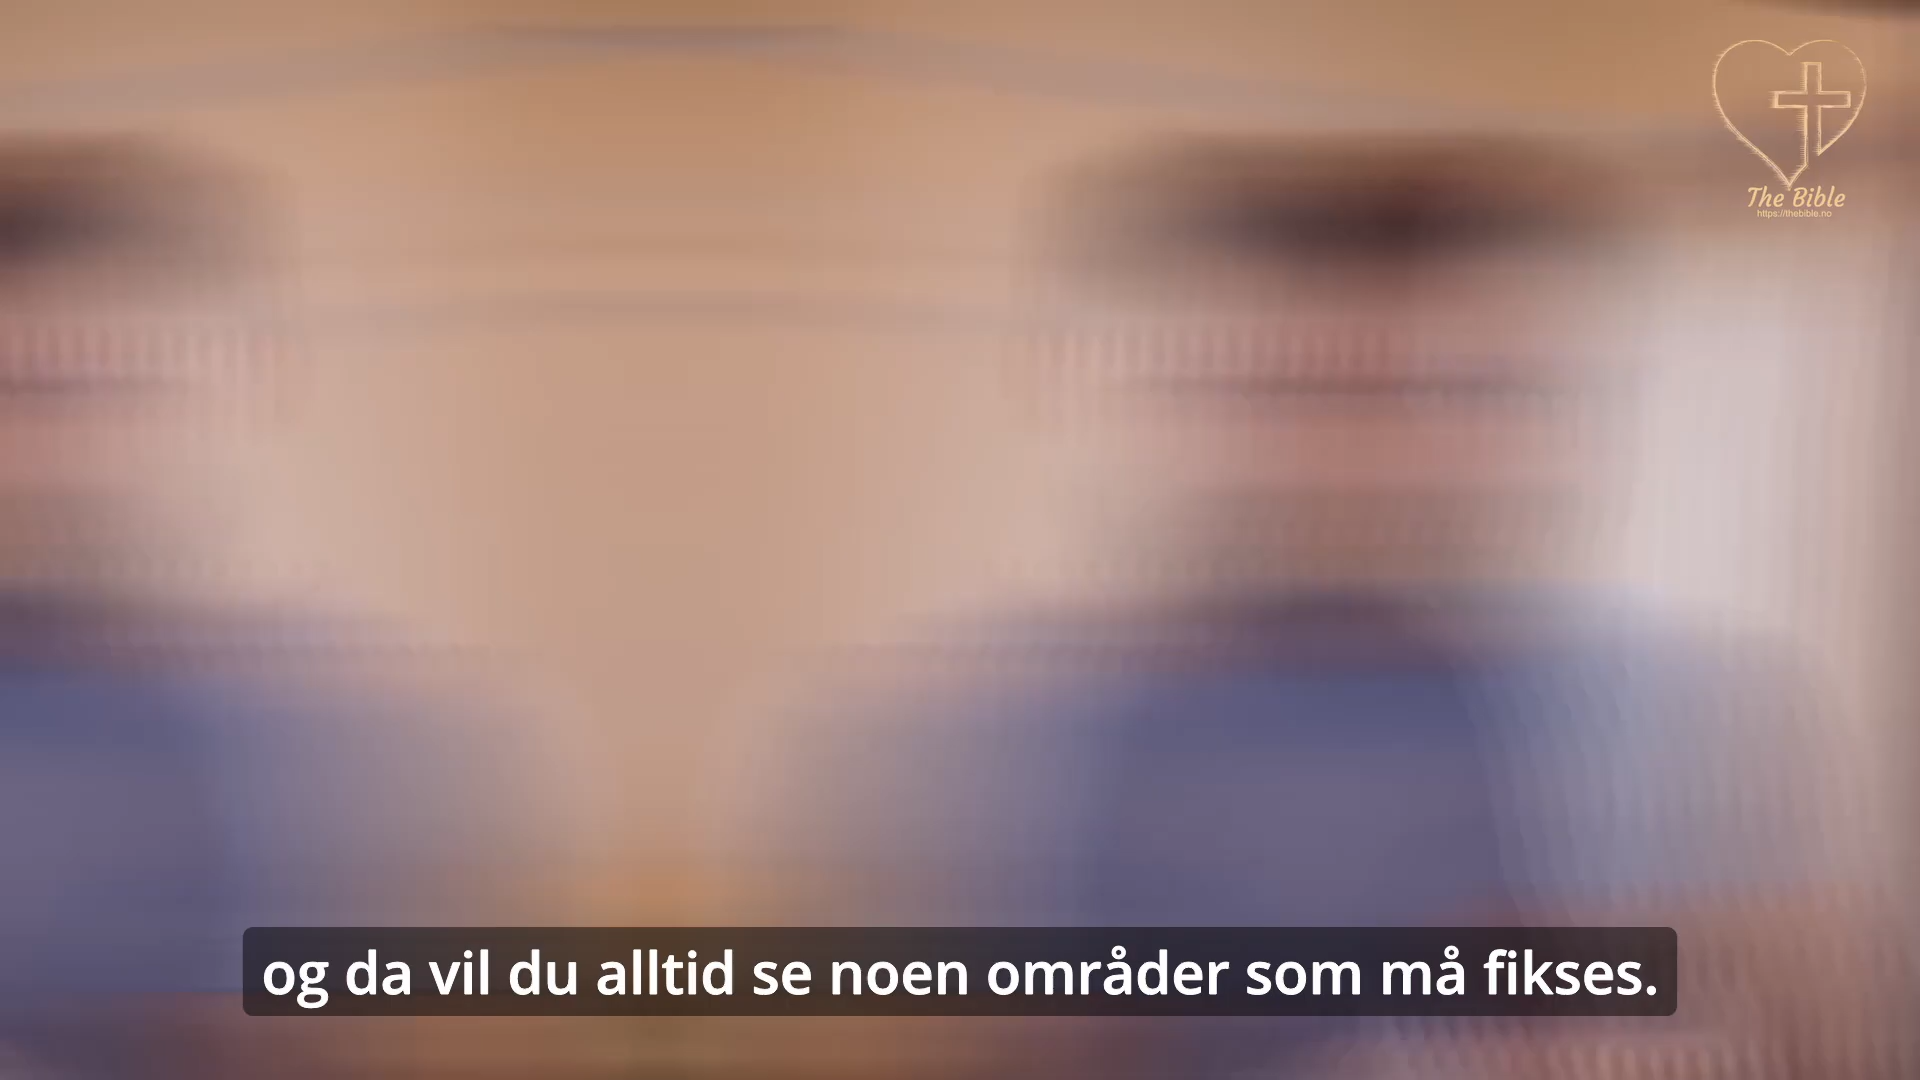 The Bible
https://thebible.no
og da vil du alltid se noen områder som må fikses.